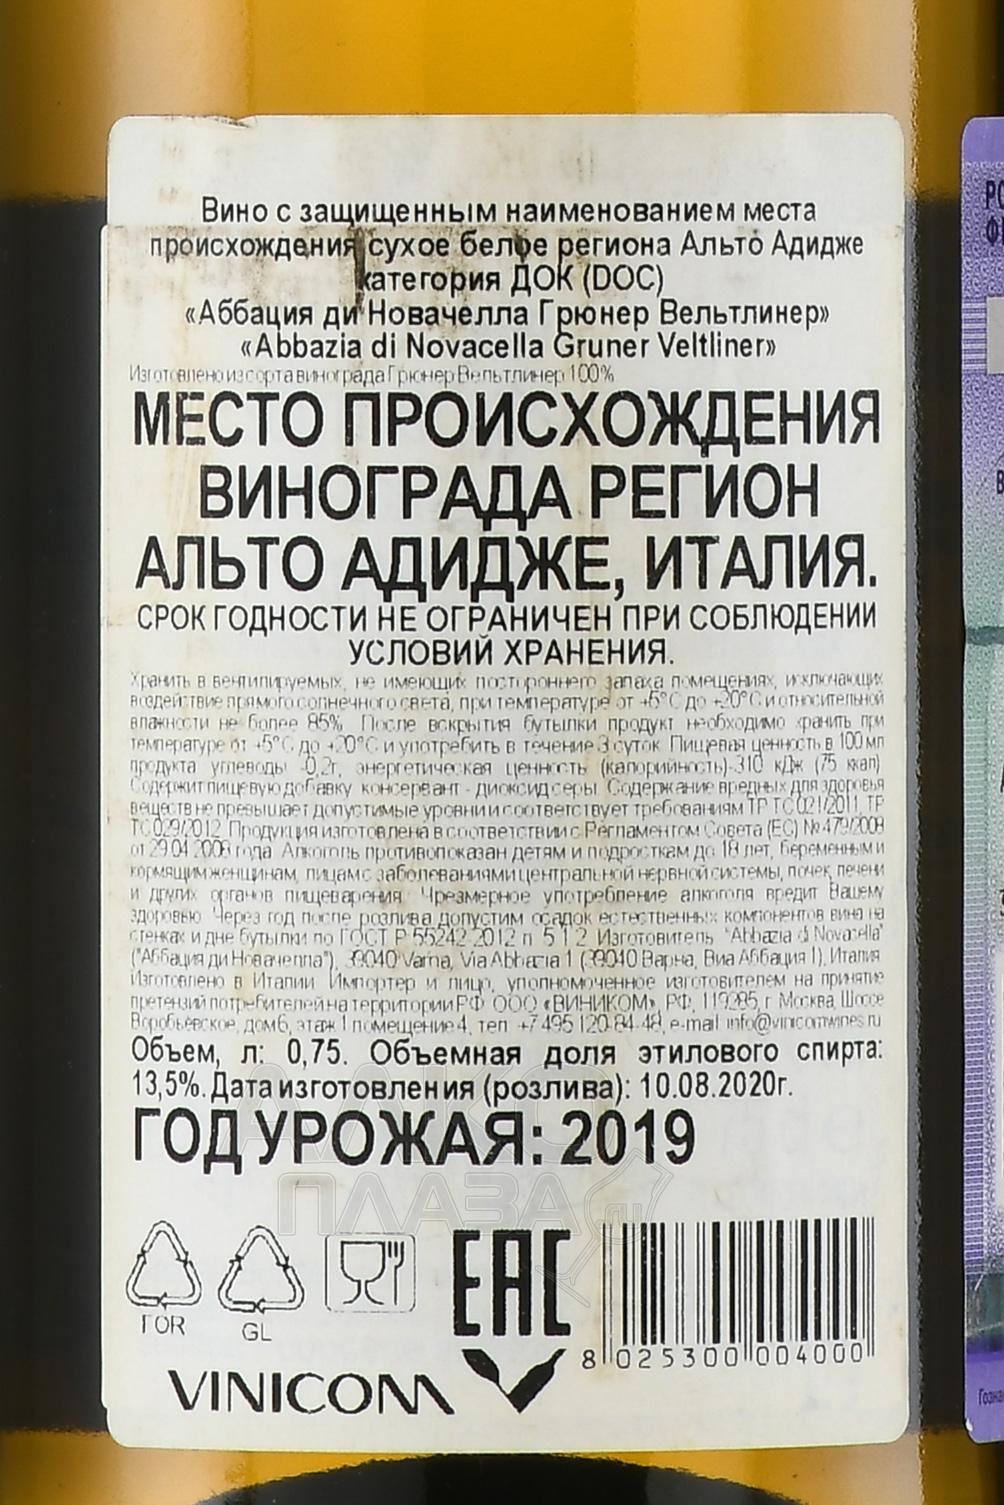 Вино с защищенным наименованием места
происхождения сухое белое региона Альто Адидже
категория ДОК (DOC)
«Аббация ди Новачелла Грюнер Вельтлинер»
«Abbazia di Novacella Gruner Veltliner»
Изготовлено из сорта винограда Грюнер Вельтлинер 100%
МЕСТО ПРОИСХОЖДЕНИЯ
ВИНОГРАДА РЕГИОН
АЛЬТО АДИДЖЕ, ИТАЛИЯ.
СРОК ГОДНОСТИ НЕ ОГРАНИЧЕН ПРИ СОБЛЮДЕНИИ
УСЛОВИЙ ХРАНЕНИЯ.
Хранить в вентилируемых, не имеющих постороннего запаха помещениях, исключающих
воздействие прямого солнечного света, при температуре от +5°С до +20°С и относительной
влажности не более 85%. После вскрытия бутылки продукт необходимо хранить при
температуре от +5°С до +20°С и употребить в течение 3 суток. Пищевая ценность в 100 мл
продукта: углеводы -0,2г, энергетическая ценность (калорийность)-310 кДж (75 ккал).
Содержит пищевую добавку консервант - диоксид серы. Содержание вредных для здоровья
веществ не превышает допустимые уровни и соответствует требованиям ТР ТС 021/2011, ТР
ТС 029/2012. Продукция изготовлена в соответствии с Регламентом Совета (ЕС) № 479/2008
от 29.04.2008 года. Алкоголь противопоказан детям и подросткам до 18 лет, беременным и
кормящим женщинам, лицам с заболеваниями центральной нервной системы, почек, печени
и других органов пищеварения. Чрезмерное употребление алкоголя вредит Вашему
здоровью. Через год после розлива допустим осадок естественных компонентов вина на
стенках и дне бутылки по ГОСТ Р 55242-2012 п. 5.1.2. Изготовитель: "Abbazia di Novacella"
("Аббация ди Новачелла"), 39040 Varna, Via Abbazia 1 (39040 Варна, Виа Аббация 1), Италия.
Изготовлено в Италии. Импортер и лицо, уполномоченное изготовителем на принятие
претензий потребителей на территории РФ: ООО «ВИНИКОМ», РФ, 119285, г. Москва, Шоссе
Воробьёвское, дом 6, этаж 1 помещение 4, тел. +7 495 120-84-48, e-mail: info@vinicomwines.ru
Объем, л: 0,75. Объемная доля этилового спирта:
13,5%. Дата изготовления (розлива): 10.08.2020г.
ГОД УРОЖАЯ: 2019
АЛКО
ПЛАЗА
.ru
FOR
GL
EAC
8 025300 004000
VINICOM